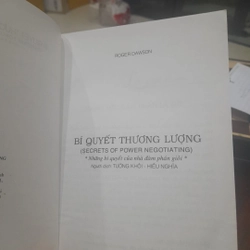 ROGER DAWSON
BÍ QUYẾT THƯƠNG LƯỢNG
(SECRETS OF POWER NEGOTIATING)
* Những bí quyết của nhà đàm phán giỏi *
Người dịch: TƯỜNG KHÔI - HIẾU NGHĨA